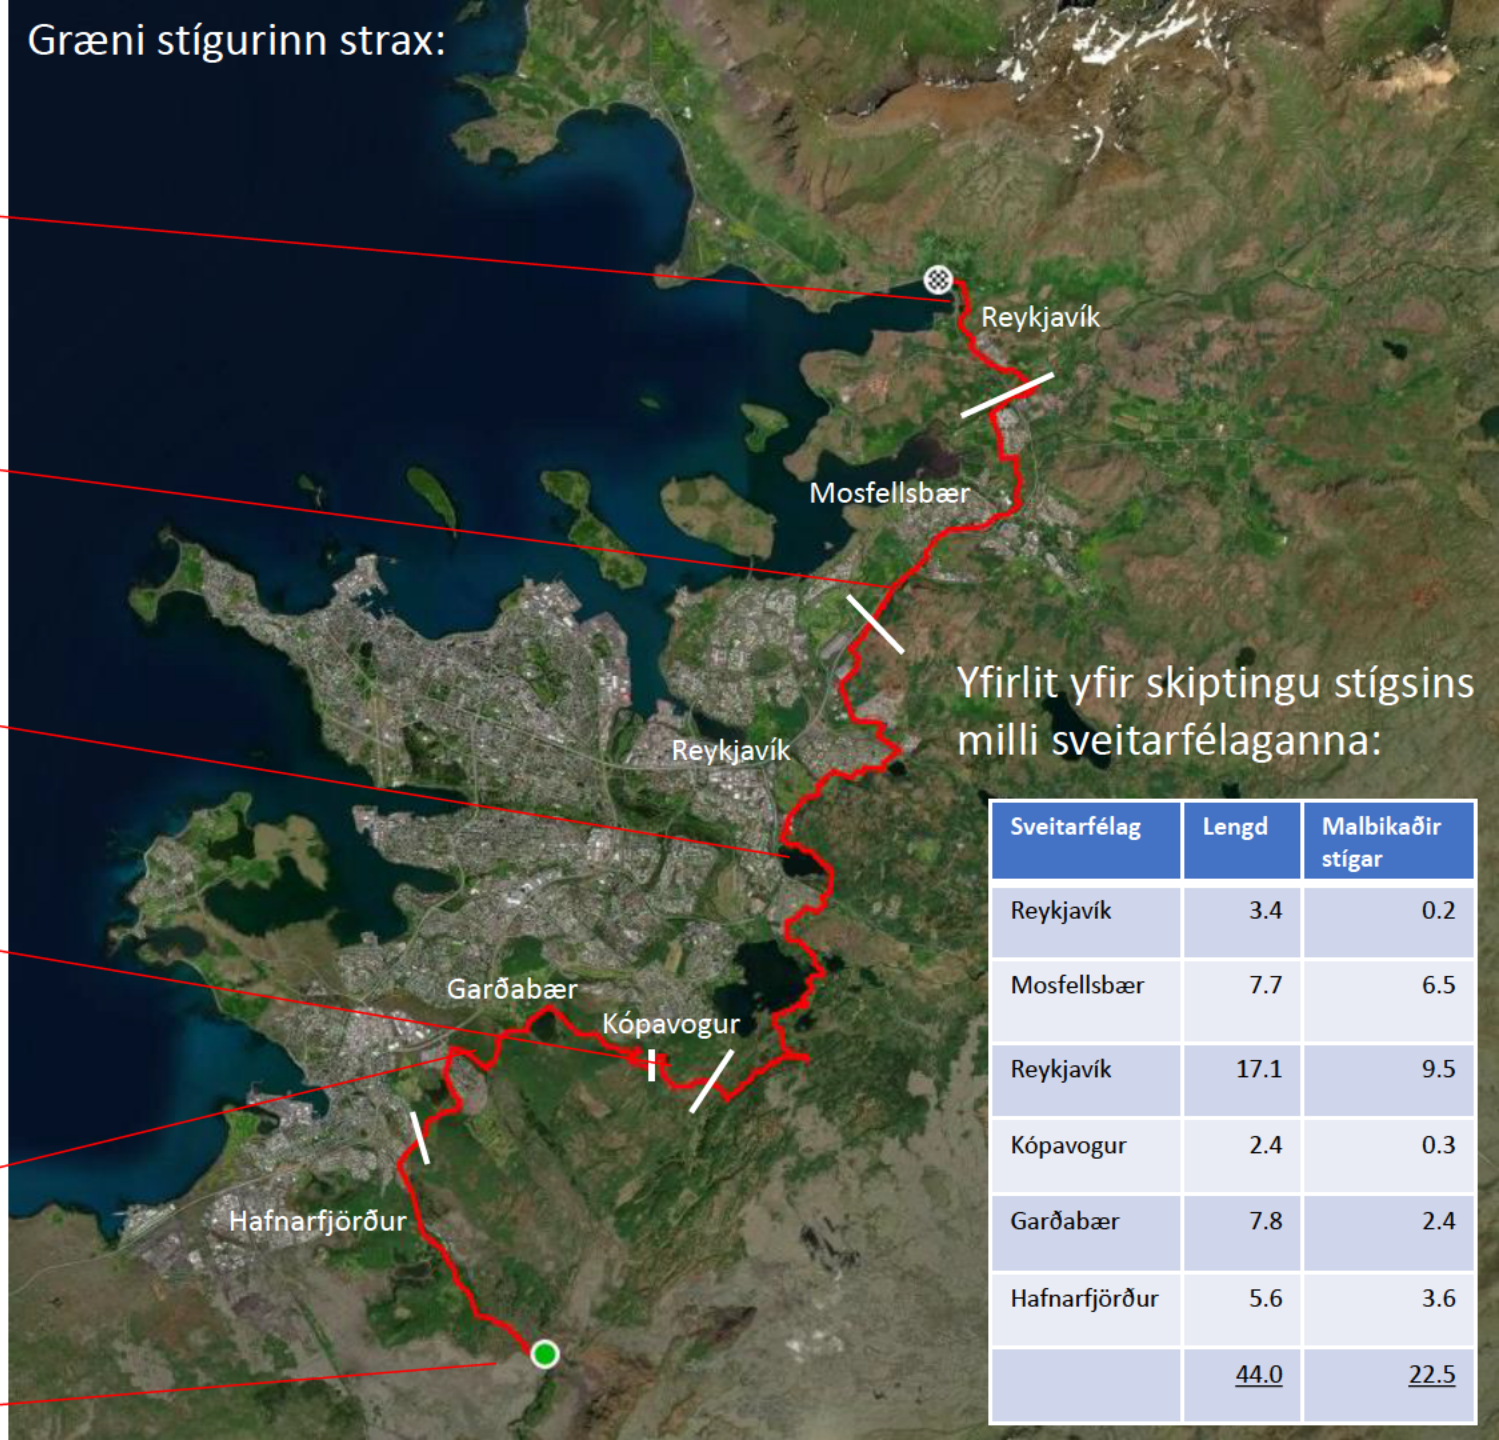 Græni stígurinn strax:
Reykjavík
Mosfellsbær
Yfirlit yfir skiptingu stígsins
milli sveitarfélaganna:
Reykjavík
Garðabær
Kópavogur
Hafnarfjörður
Sveitarfélag Lengd Malbikaðir
stígar
Reykjavík 3.4 0.2
Mosfellsbær 7.7 6.5
Reykjavík 17.1 9.5
Kópavogur 2.4 0.3
Garðabær 7.8 2.4
Hafnarfjörður 5.6 3.6
44.0 22.5